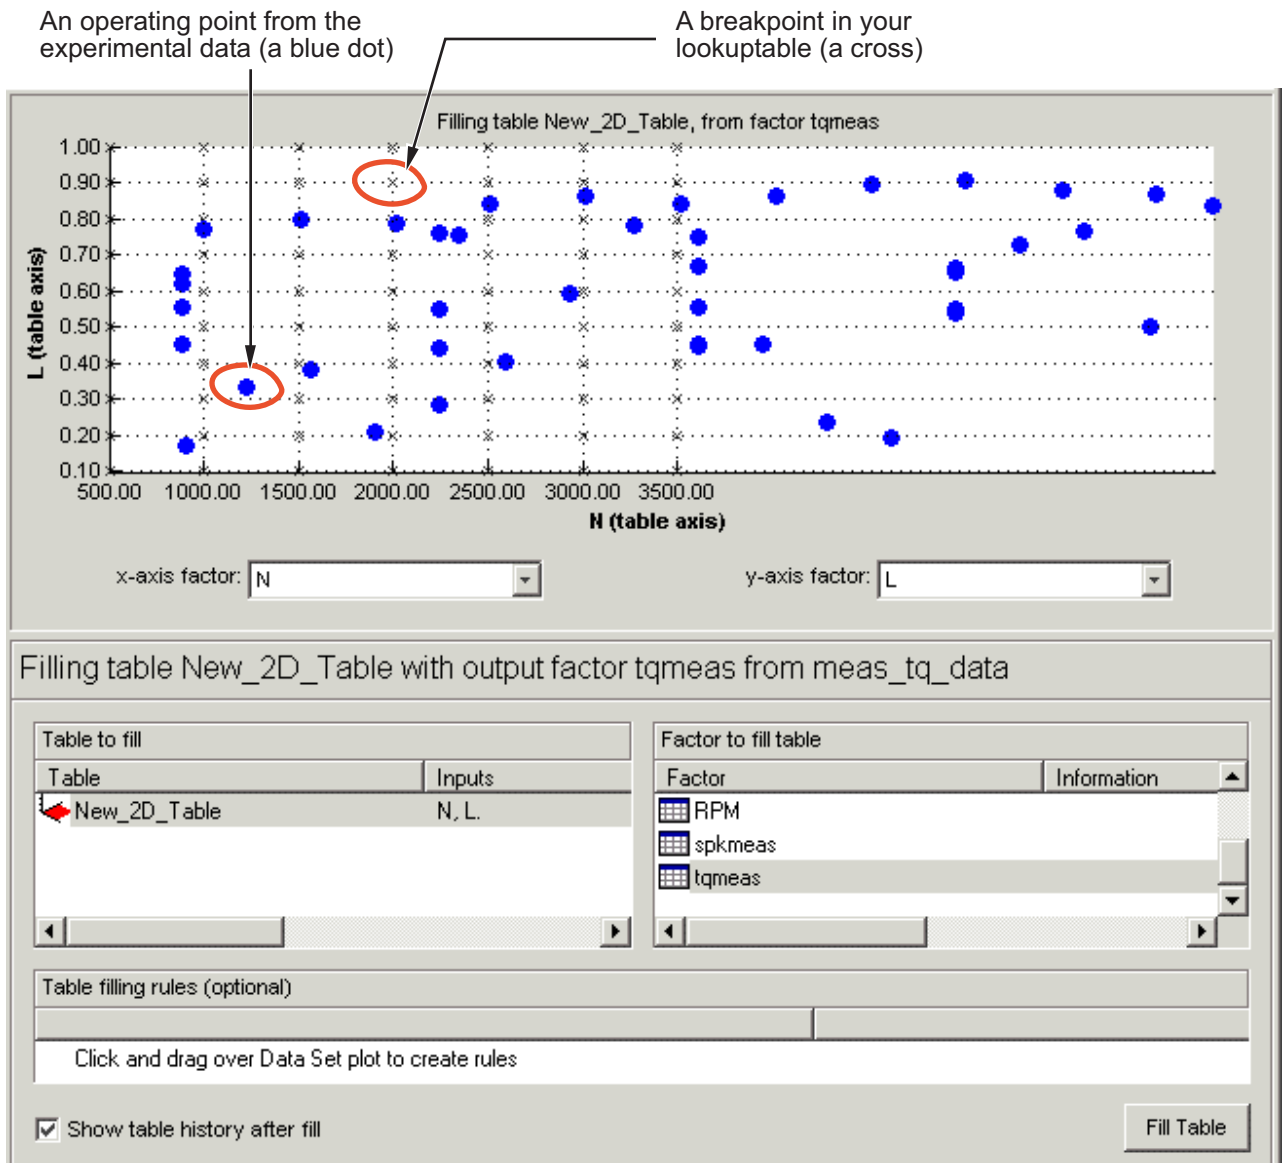 An operating point from the
experimental data (a blue dot)
A breakpoint in your
lookuptable (a cross)
Filling table New_2D_Table, from factor tqmeas
1.00
0.90
0.80
0.70
0.60
0.50
0.40
0.30
0.20
0.10
L (table axis)
500.00 1000.00 1500.00 2000.00 2500.00 3000.00 3500.00
N (table axis)
x-axis factor: N
y-axis factor: L
Filling table New_2D_Table with output factor tqmeas from meas_tq_data
Table to fill
Table Inputs
New_2D_Table N, L.
Factor to fill table
Factor Information
RPM
spkmeas
tqmeas
Table filling rules (optional)
Click and drag over Data Set plot to create rules
Show table history after fill
Fill Table